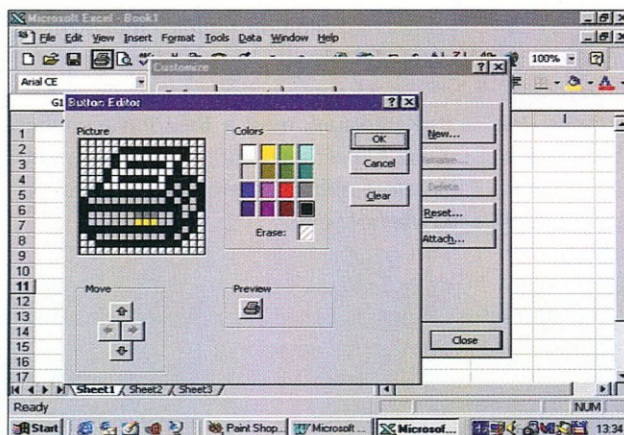 Microsoft Excel - Book1
File Edit View Insert Format Tools Data Window Help
100%
Arial CE
Customize
G1
Button Editor
I
Picture
Colors
OK
Cancel
Clear
Erase:
New...
Rename...
Delete
Reset...
Attach...
Move
Preview
Close
1
2
3
4
5
6
7
8
9
10
11
12
13
14
15
16
17
Sheet1 Sheet2 Sheet3
Ready
NUM
Start
Paint Shop...
Microsoft ...
Microsof...
13:34